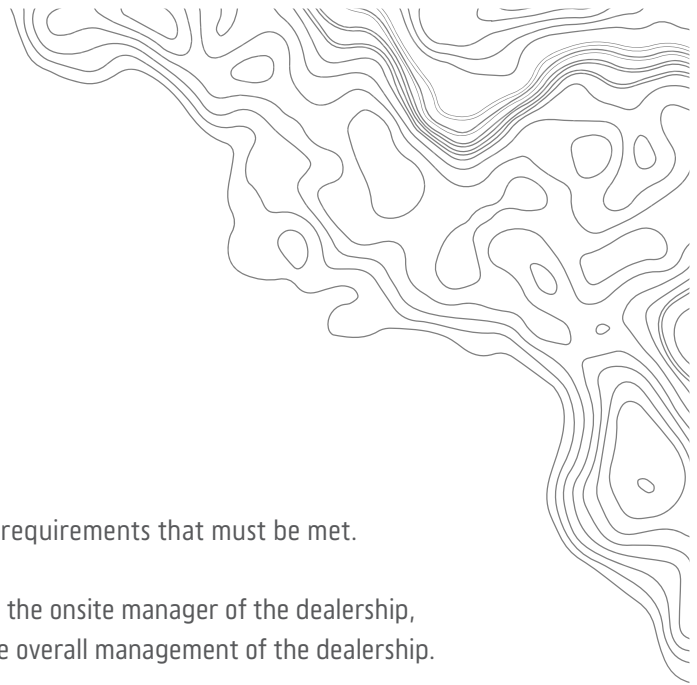 requirements that must be met.
the onsite manager of the dealership,
overall management of the dealership.